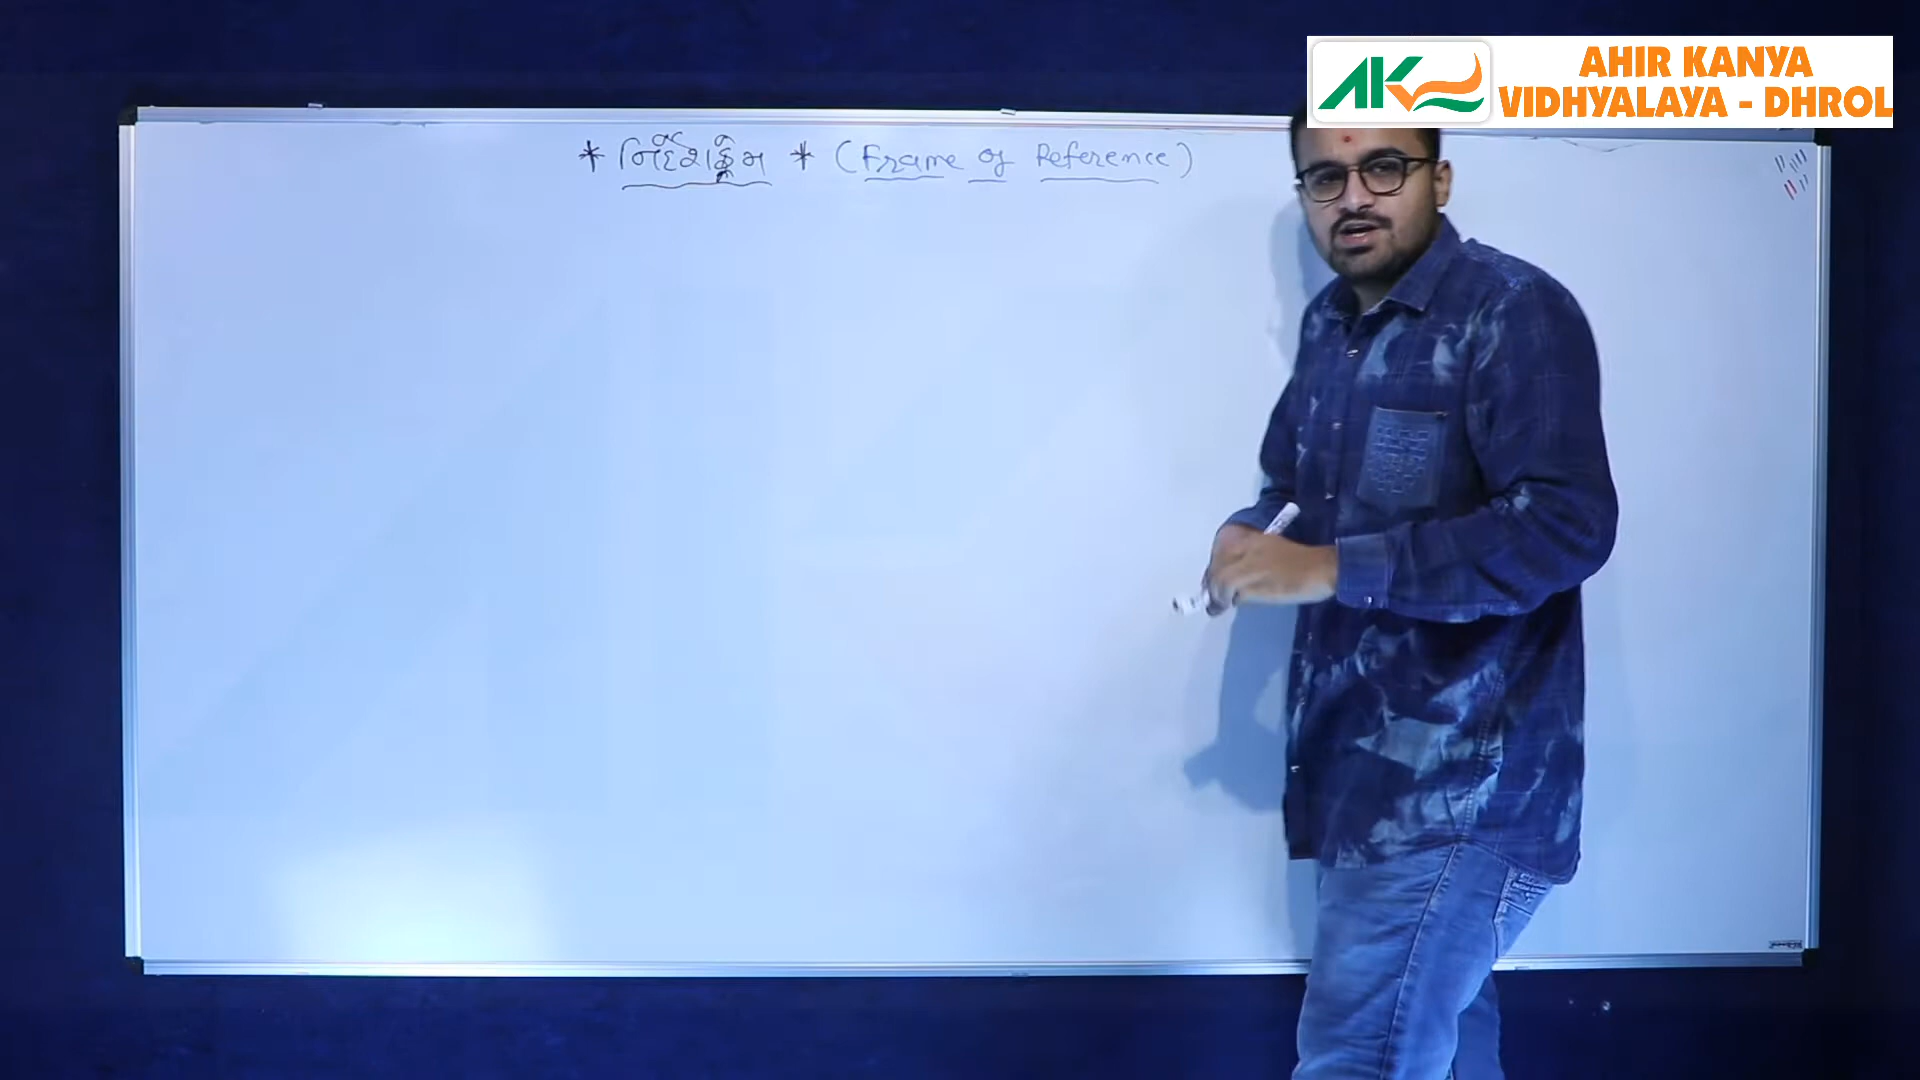 AHIR KANYA
VIDHYALAYA - DHROL
* નિર્દેશફ્રેમ * (Frame of Reference)